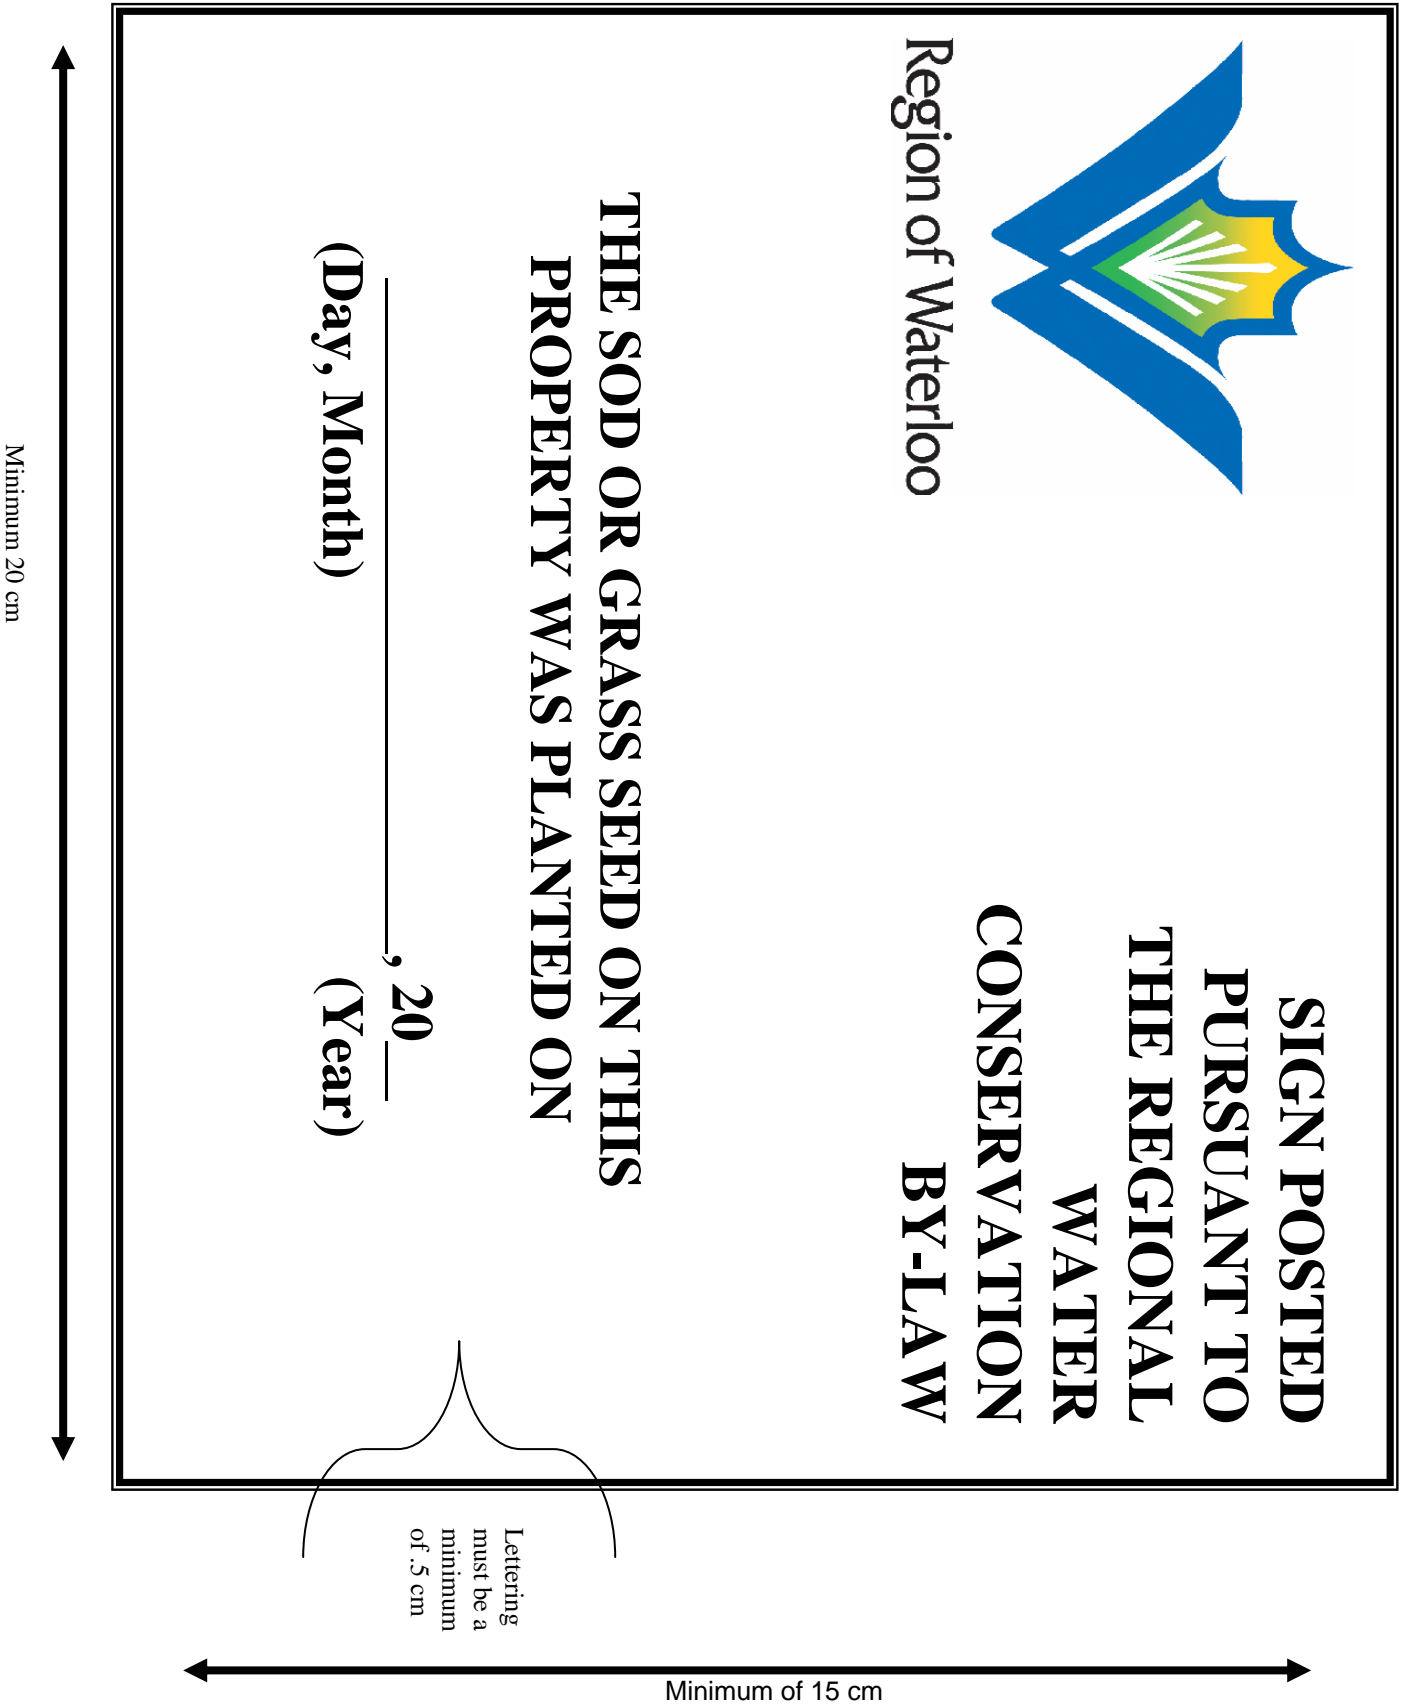 Region of Waterloo
SIGN POSTED
PURSUANT TO
THE REGIONAL
WATER
CONSERVATION
BY-LAW
THE SOD OR GRASS SEED ON THIS
PROPERTY WAS PLANTED ON
, 20
(Day, Month) (Year)
Lettering
must be a
minimum
of .5 cm
Minimum 20 cm
Minimum of 15 cm